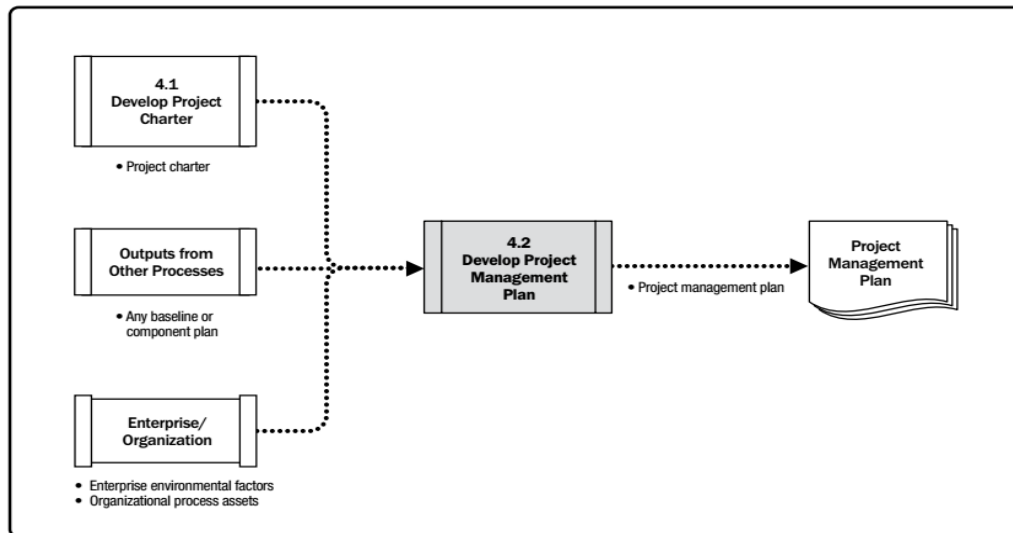 4.1
Develop Project
Charter
• Project charter
Outputs from
Other Processes
• Any baseline or
component plan
Enterprise/
Organization
• Enterprise environmental factors
• Organizational process assets
4.2
Develop Project
Management
Plan
• Project management plan
Project
Management
Plan